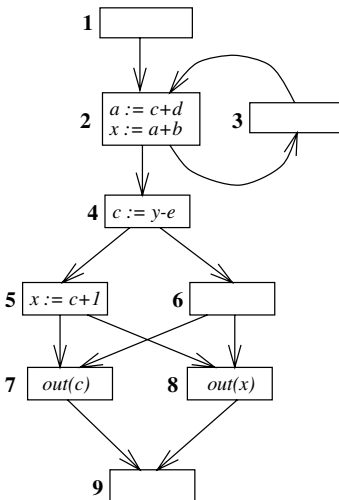 1
2
a := c+d
x := a+b
3
4
c := y-e
5
x := c+1
6
7
out(c)
8
out(x)
9